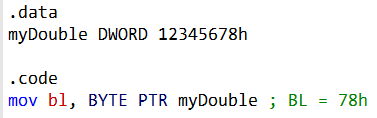 .data
myDouble DWORD 12345678h
.code
mov bl, BYTE PTR myDouble ; BL = 78h